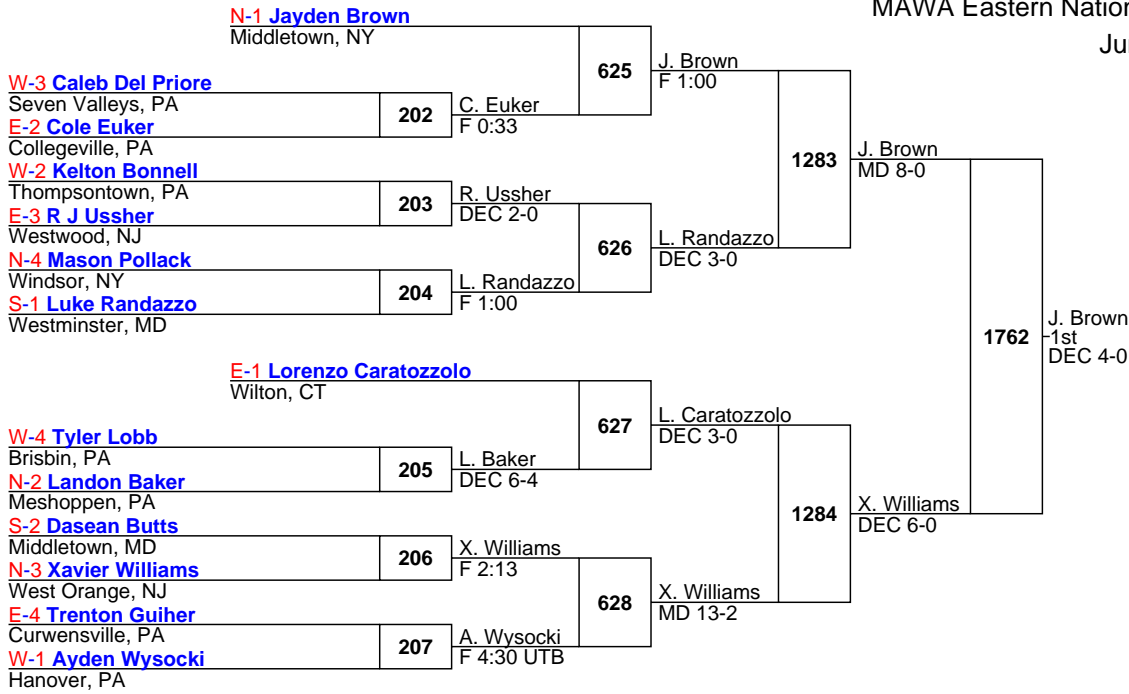 MAWA Eastern Nation
Jun
N-1 Jayden Brown
Middletown, NY
625
J. Brown
F 1:00
W-3 Caleb Del Priore
Seven Valleys, PA
202
C. Euker
F 0:33
E-2 Cole Euker
Collegeville, PA
1283
J. Brown
MD 8-0
W-2 Kelton Bonnell
Thompsontown, PA
203
R. Ussher
DEC 2-0
E-3 R J Ussher
Westwood, NJ
626
L. Randazzo
DEC 3-0
N-4 Mason Pollack
Windsor, NY
204
L. Randazzo
F 1:00
S-1 Luke Randazzo
Westminster, MD
1762
J. Brown
1st
DEC 4-0
E-1 Lorenzo Caratozzolo
Wilton, CT
627
L. Caratozzolo
DEC 3-0
W-4 Tyler Lobb
Brisbin, PA
205
L. Baker
DEC 6-4
N-2 Landon Baker
Meshoppen, PA
1284
X. Williams
DEC 6-0
S-2 Dasean Butts
Middletown, MD
206
X. Williams
F 2:13
N-3 Xavier Williams
West Orange, NJ
628
X. Williams
MD 13-2
E-4 Trenton Guiher
Curwensville, PA
207
A. Wysocki
F 4:30 UTB
W-1 Ayden Wysocki
Hanover, PA